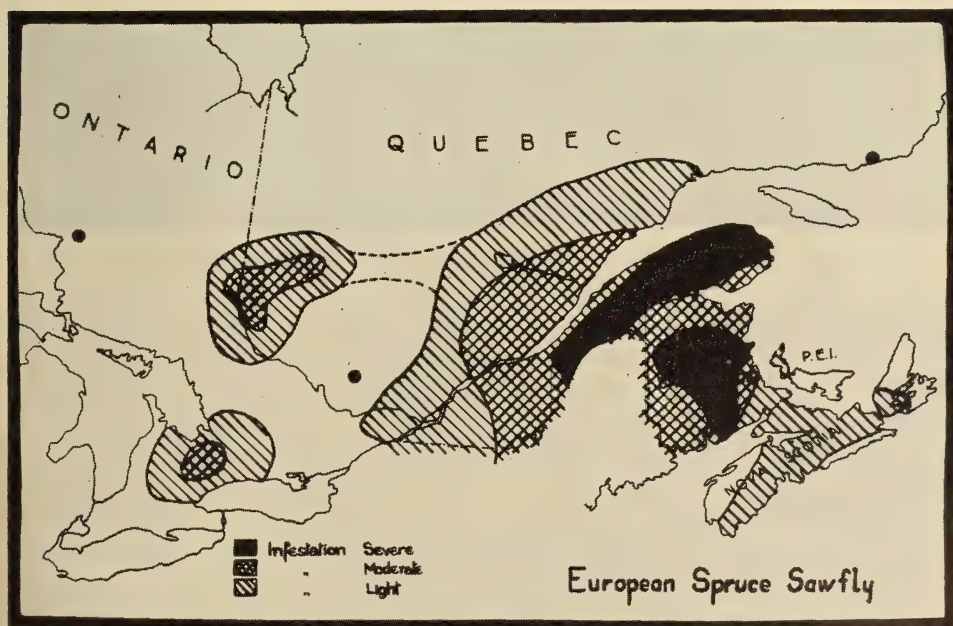 ONTARIO
QUEBEC
P.E.I.
NOVA SCOTIA
Infestation Severe
" Moderate
" Light
European Spruce Sawfly